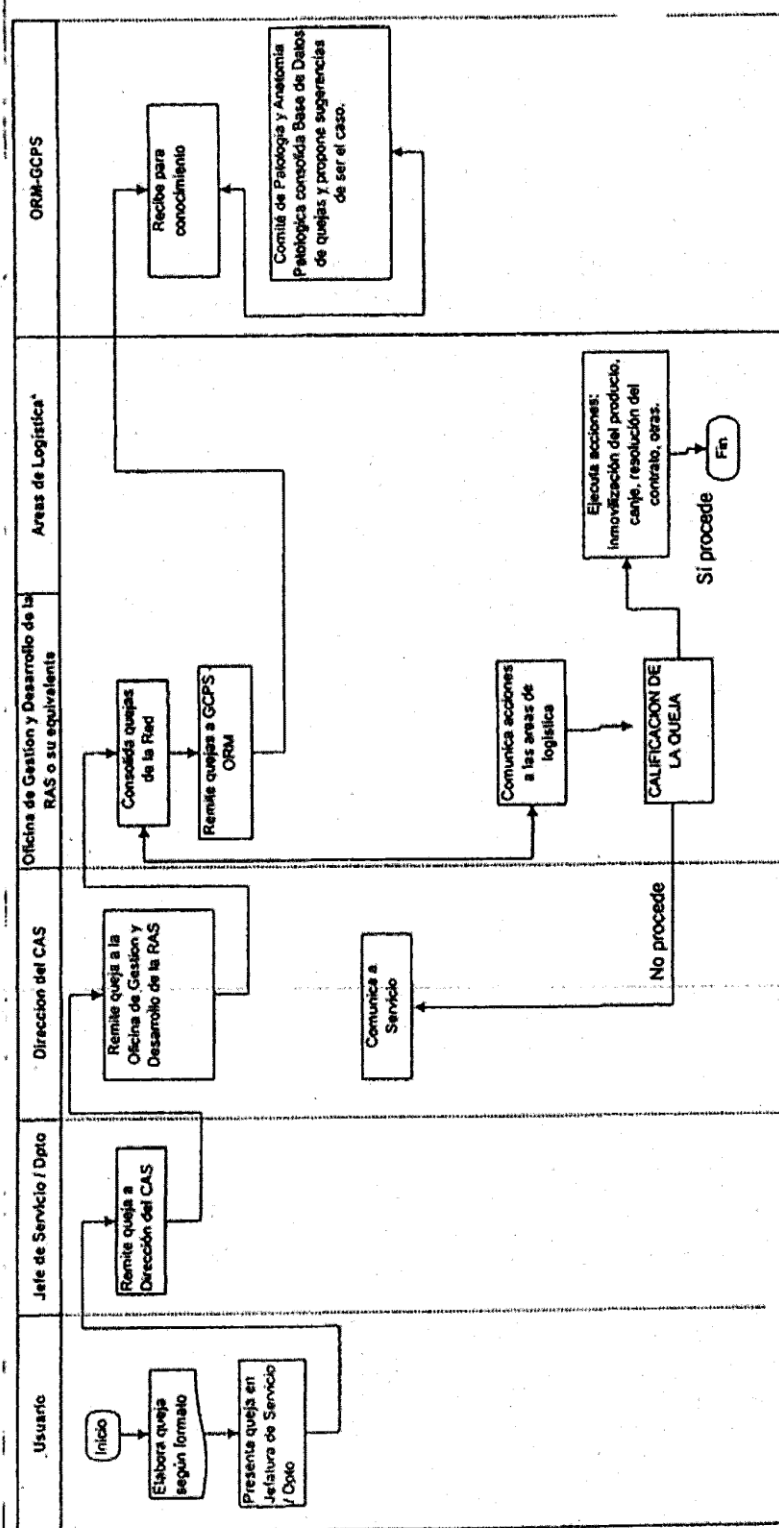 Usuario
Jefe de Servicio / Dpto
Direccion del CAS
Oficina de Gestion y Desarrollo de la
RAS o su equivalente
Areas de Logistica*
ORM-GCPS
Inicio
Elabora queja
según formato
Presenta queja en
Jefatura de Servicio
/ Dpto
Remite queja a
Dirección del CAS
Remite queja a la
Oficina de Gestion y
Desarrollo de la RAS
Consolida quejas
de la Red
Remite quejas a GCPS -
ORM
Recibe para
conocimiento
Comité de Patología y Anatomía
Patologica consolida Base de Datos
de quejas y propone sugerencias
de ser el caso.
Comunica a
Servicio
Comunica acciones
a las areas de
logistica
No procede
CALIFICACION DE
LA QUEJA
Sí procede
Ejecuta acciones:
inmovilización del producto,
canje, resolución del
contrato, otras.
Fin